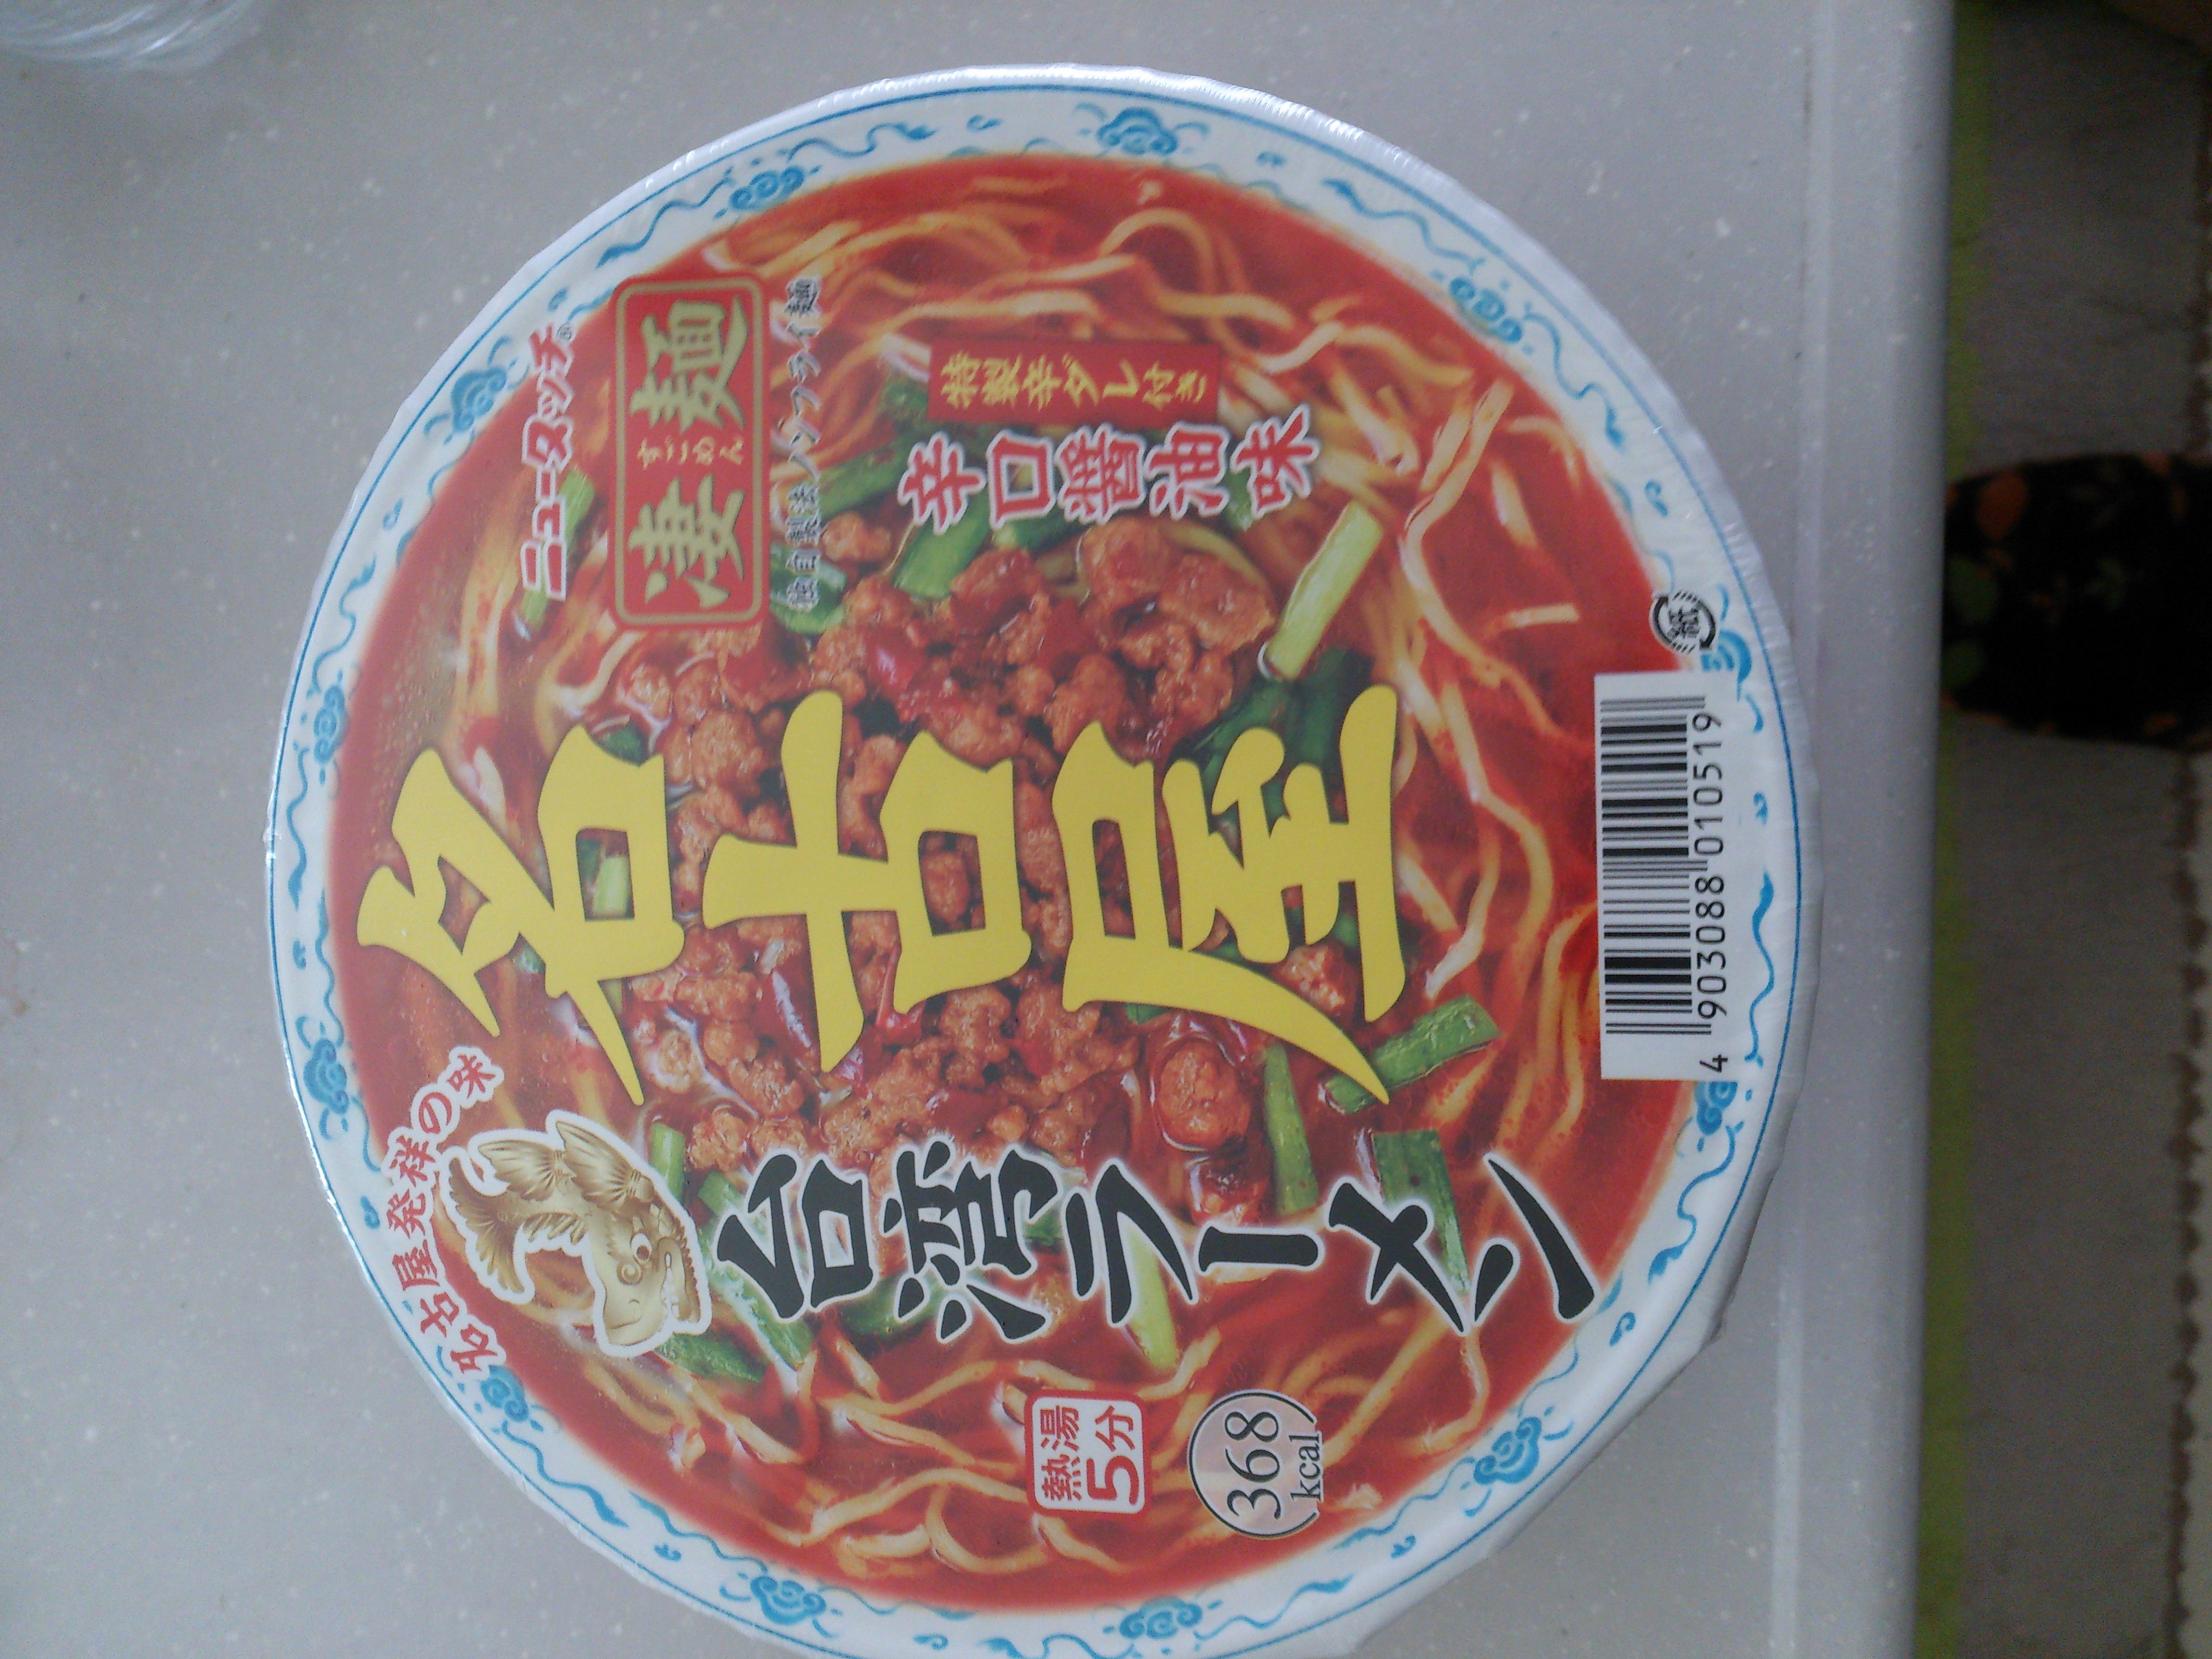 ニュータッチ®
凄麺
すごめん
独自製法ノンフライ麺
特製辛ダレ付き
辛口醤油味
名古屋
名古屋発祥の味
台湾ラーメン
熱湯
5分
368
kcal
紙
4 903088 010519